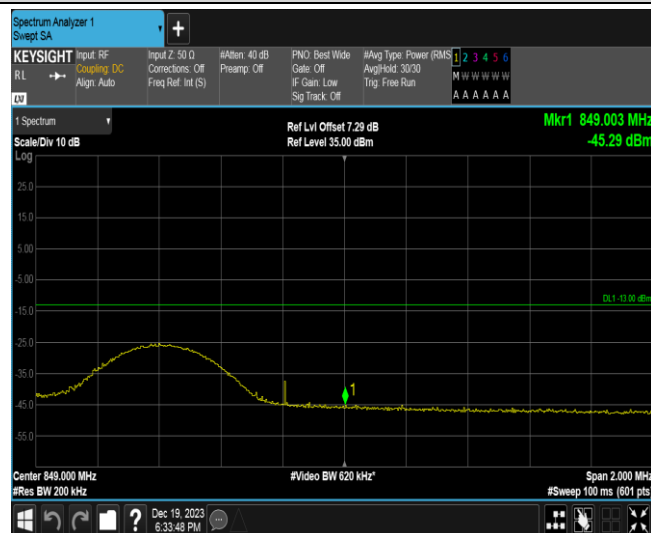 Spectrum Analyzer 1
Swept SA
+
KEYSIGHT
RL
LXI
Input: RF
Coupling: DC
Align: Auto
Input Z: 50 Ω
Corrections: Off
Freq Ref: Int (S)
#Atten: 40 dB
Preamp: Off
PNO: Best Wide
Gate: Off
IF Gain: Low
Sig Track: Off
#Avg Type: Power (RMS
Avg|Hold: 30/30
Trig: Free Run
1 2 3 4 5 6
M W W W W W
A A A A A A
1 Spectrum
Scale/Div 10 dB
Log
Ref Lvl Offset 7.29 dB
Ref Level 35.00 dBm
Mkr1 849.003 MHz
-45.29 dBm
25.0
15.0
5.00
-5.00
DL1 -13.00 dBm
-15.0
-25.0
-35.0
1
-45.0
-55.0
Center 849.000 MHz
#Res BW 200 kHz
#Video BW 620 kHz*
Span 2.000 MHz
#Sweep 100 ms (601 pts)
?
Dec 19, 2023
6:33:48 PM